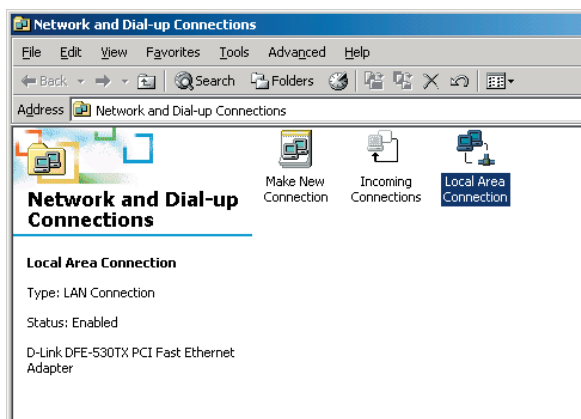 Network and Dial-up Connections
File Edit View Favorites Tools Advanced Help
Back Search Folders
Address Network and Dial-up Connections
Make New
Connection
Incoming
Connections
Local Area
Connection
Network and Dial-up
Connections
Local Area Connection
Type: LAN Connection
Status: Enabled
D-Link DFE-530TX PCI Fast Ethernet
Adapter